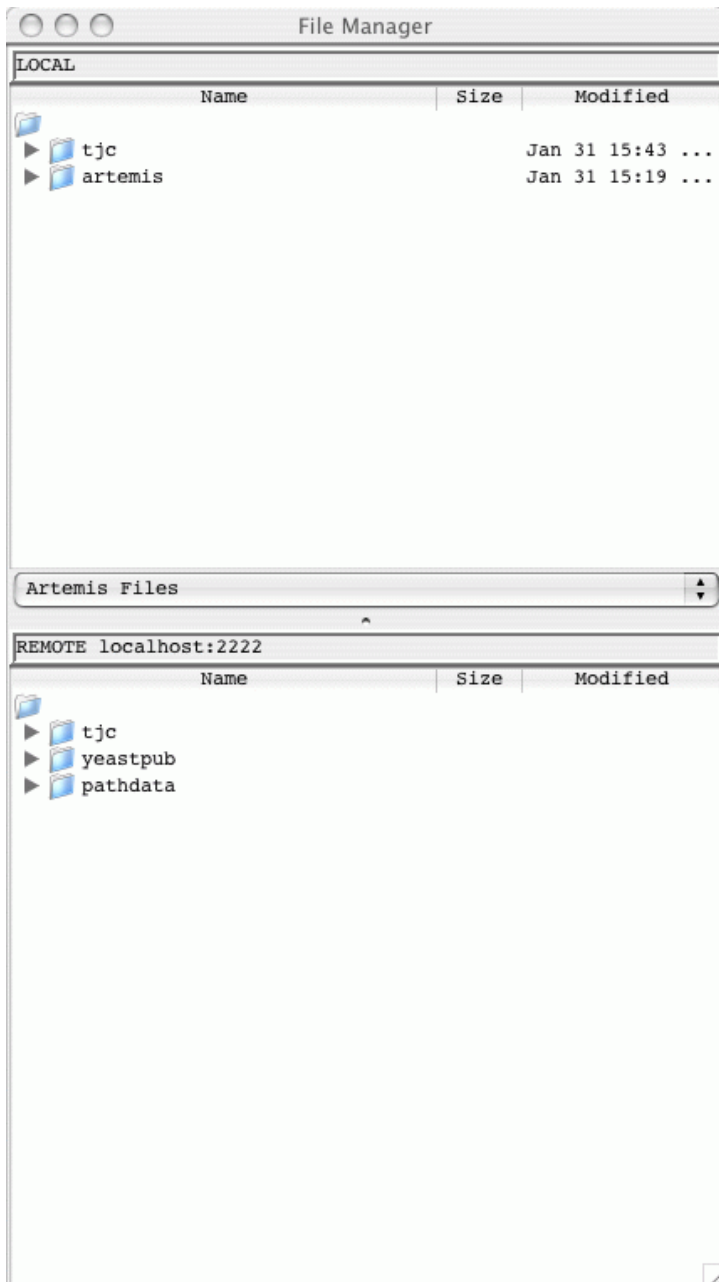 File Manager
LOCAL
Name Size Modified
tjc Jan 31 15:43 ...
artemis Jan 31 15:19 ...
Artemis Files
REMOTE localhost:2222
Name Size Modified
tjc
yeastpub
pathdata